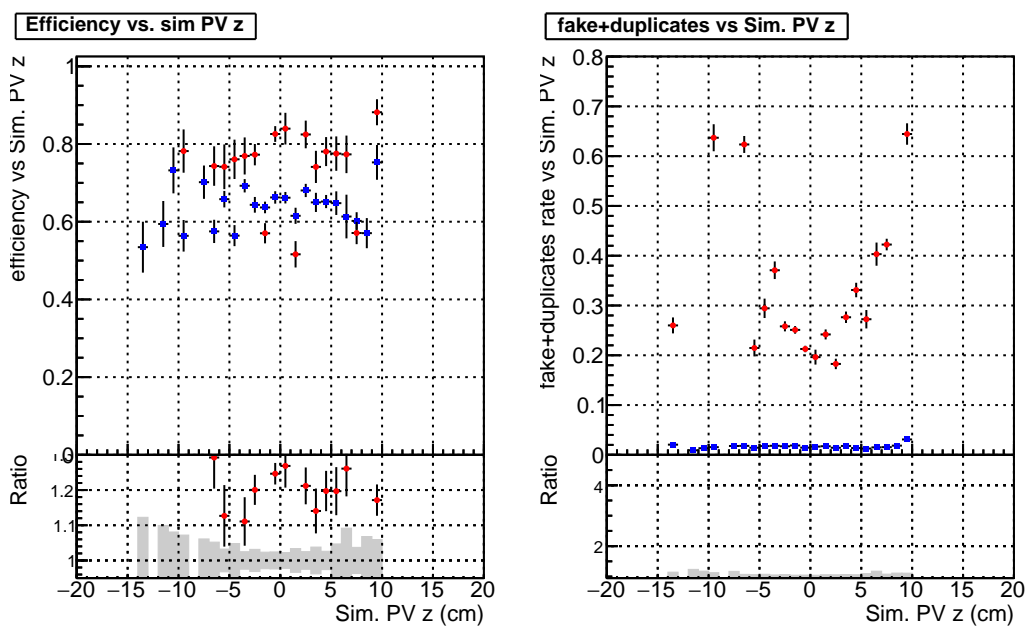 Efficiency vs. sim PV z
efficiency vs Sim. PV z
1
0.8
0.6
0.4
0.2
0
Ratio
1.3
1.2
1.1
1
−20 −15 −10 −5 0 5 10 15 20
Sim. PV z (cm)
fake+duplicates vs Sim. PV z
fake+duplicates rate vs Sim. PV z
0.8
0.7
0.6
0.5
0.4
0.3
0.2
0.1
0
Ratio
4
2
−20 −15 −10 −5 0 5 10 15 20
Sim. PV z (cm)